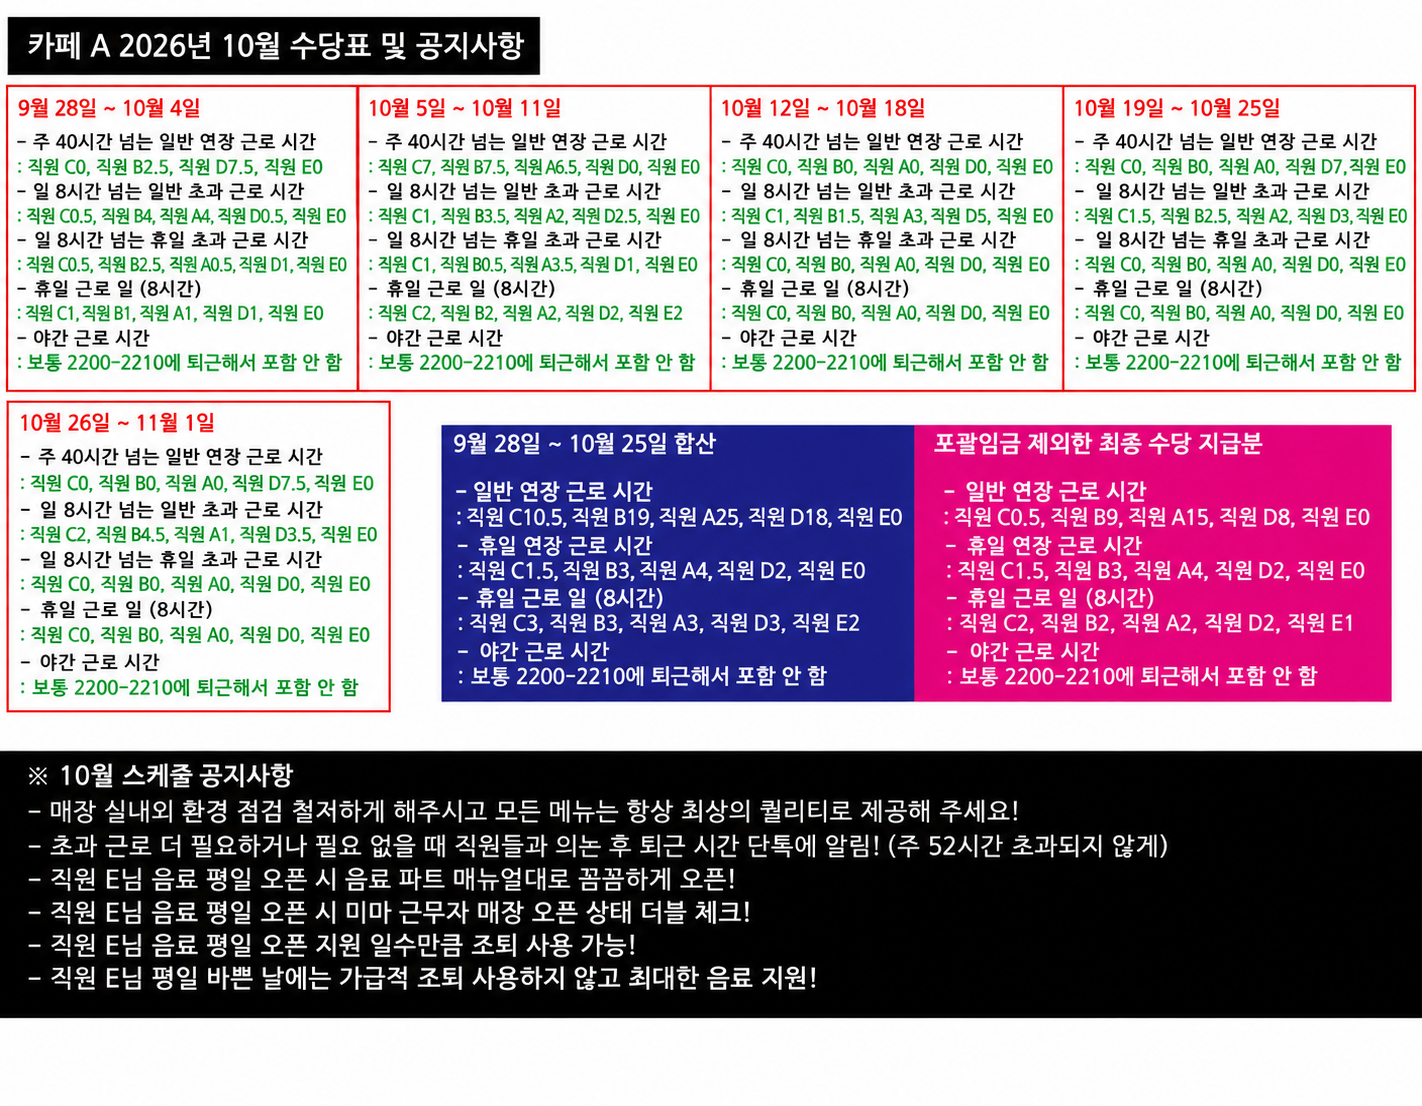 카페 A 2026년 10월 수당표 및 공지사항
9월 28일 ~ 10월 4일
- 주 40시간 넘는 일반 연장 근로 시간
: 직원 C0, 직원 B2.5, 직원 D7.5, 직원 E0
- 일 8시간 넘는 일반 초과 근로 시간
: 직원 C0.5, 직원 B4, 직원 A4, 직원 D0.5, 직원 E0
- 일 8시간 넘는 휴일 초과 근로 시간
: 직원 C0.5, 직원 B2.5, 직원 A0.5, 직원 D1, 직원 E0
- 휴일 근로 일 (8시간)
: 직원 C1, 직원 B1, 직원 A1, 직원 D1, 직원 E0
- 야간 근로 시간
: 보통 2200-2210에 퇴근해서 포함 안 함
10월 5일 ~ 10월 11일
- 주 40시간 넘는 일반 연장 근로 시간
: 직원 C7, 직원 B7.5, 직원 A6.5, 직원 D0, 직원 E0
- 일 8시간 넘는 일반 초과 근로 시간
: 직원 C1, 직원 B3.5, 직원 A2, 직원 D2.5, 직원 E0
- 일 8시간 넘는 휴일 초과 근로 시간
: 직원 C1, 직원 B0.5, 직원 A3.5, 직원 D1, 직원 E0
- 휴일 근로 일 (8시간)
: 직원 C2, 직원 B2, 직원 A2, 직원 D2, 직원 E2
- 야간 근로 시간
: 보통 2200-2210에 퇴근해서 포함 안 함
10월 12일 ~ 10월 18일
- 주 40시간 넘는 일반 연장 근로 시간
: 직원 C0, 직원 B0, 직원 A0, 직원 D0, 직원 E0
- 일 8시간 넘는 일반 초과 근로 시간
: 직원 C1, 직원 B1.5, 직원 A3, 직원 D5, 직원 E0
- 일 8시간 넘는 휴일 초과 근로 시간
: 직원 C0, 직원 B0, 직원 A0, 직원 D0, 직원 E0
- 휴일 근로 일 (8시간)
: 직원 C0, 직원 B0, 직원 A0, 직원 D0, 직원 E0
- 야간 근로 시간
: 보통 2200-2210에 퇴근해서 포함 안 함
10월 19일 ~ 10월 25일
- 주 40시간 넘는 일반 연장 근로 시간
: 직원 C0, 직원 B0, 직원 A0, 직원 D7, 직원 E0
- 일 8시간 넘는 일반 초과 근로 시간
: 직원 C1.5, 직원 B2.5, 직원 A2, 직원 D3, 직원 E0
- 일 8시간 넘는 휴일 초과 근로 시간
: 직원 C0, 직원 B0, 직원 A0, 직원 D0, 직원 E0
- 휴일 근로 일 (8시간)
: 직원 C0, 직원 B0, 직원 A0, 직원 D0, 직원 E0
- 야간 근로 시간
: 보통 2200-2210에 퇴근해서 포함 안 함
10월 26일 ~ 11월 1일
- 주 40시간 넘는 일반 연장 근로 시간
: 직원 C0, 직원 B0, 직원 A0, 직원 D7.5, 직원 E0
- 일 8시간 넘는 일반 초과 근로 시간
: 직원 C2, 직원 B4.5, 직원 A1, 직원 D3.5, 직원 E0
- 일 8시간 넘는 휴일 초과 근로 시간
: 직원 C0, 직원 B0, 직원 A0, 직원 D0, 직원 E0
- 휴일 근로 일 (8시간)
: 직원 C0, 직원 B0, 직원 A0, 직원 D0, 직원 E0
- 야간 근로 시간
: 보통 2200-2210에 퇴근해서 포함 안 함
9월 28일 ~ 10월 25일 합산
- 일반 연장 근로 시간
: 직원 C10.5, 직원 B19, 직원 A25, 직원 D18, 직원 E0
- 휴일 연장 근로 시간
: 직원 C1.5, 직원 B3, 직원 A4, 직원 D2, 직원 E0
- 휴일 근로 일 (8시간)
: 직원 C3, 직원 B3, 직원 A3, 직원 D3, 직원 E2
- 야간 근로 시간
: 보통 2200-2210에 퇴근해서 포함 안 함
포괄임금 제외한 최종 수당 지급분
- 일반 연장 근로 시간
: 직원 C0.5, 직원 B9, 직원 A15, 직원 D8, 직원 E0
- 휴일 연장 근로 시간
: 직원 C1.5, 직원 B3, 직원 A4, 직원 D2, 직원 E0
- 휴일 근로 일 (8시간)
: 직원 C2, 직원 B2, 직원 A2, 직원 D2, 직원 E1
- 야간 근로 시간
: 보통 2200-2210에 퇴근해서 포함 안 함
※ 10월 스케줄 공지사항
- 매장 실내외 환경 점검 철저하게 해주시고 모든 메뉴는 항상 최상의 퀄리티로 제공해 주세요!
- 초과 근로 더 필요하거나 필요 없을 때 직원들과 의논 후 퇴근 시간 단톡에 알림! (주 52시간 초과되지 않게)
- 직원 E님 음료 평일 오픈 시 음료 파트 매뉴얼대로 꼼꼼하게 오픈!
- 직원 E님 음료 평일 오픈 시 미마 근무자 매장 오픈 상태 더블 체크!
- 직원 E님 음료 평일 오픈 지원 일수만큼 조퇴 사용 가능!
- 직원 E님 평일 바쁜 날에는 가급적 조퇴 사용하지 않고 최대한 음료 지원!